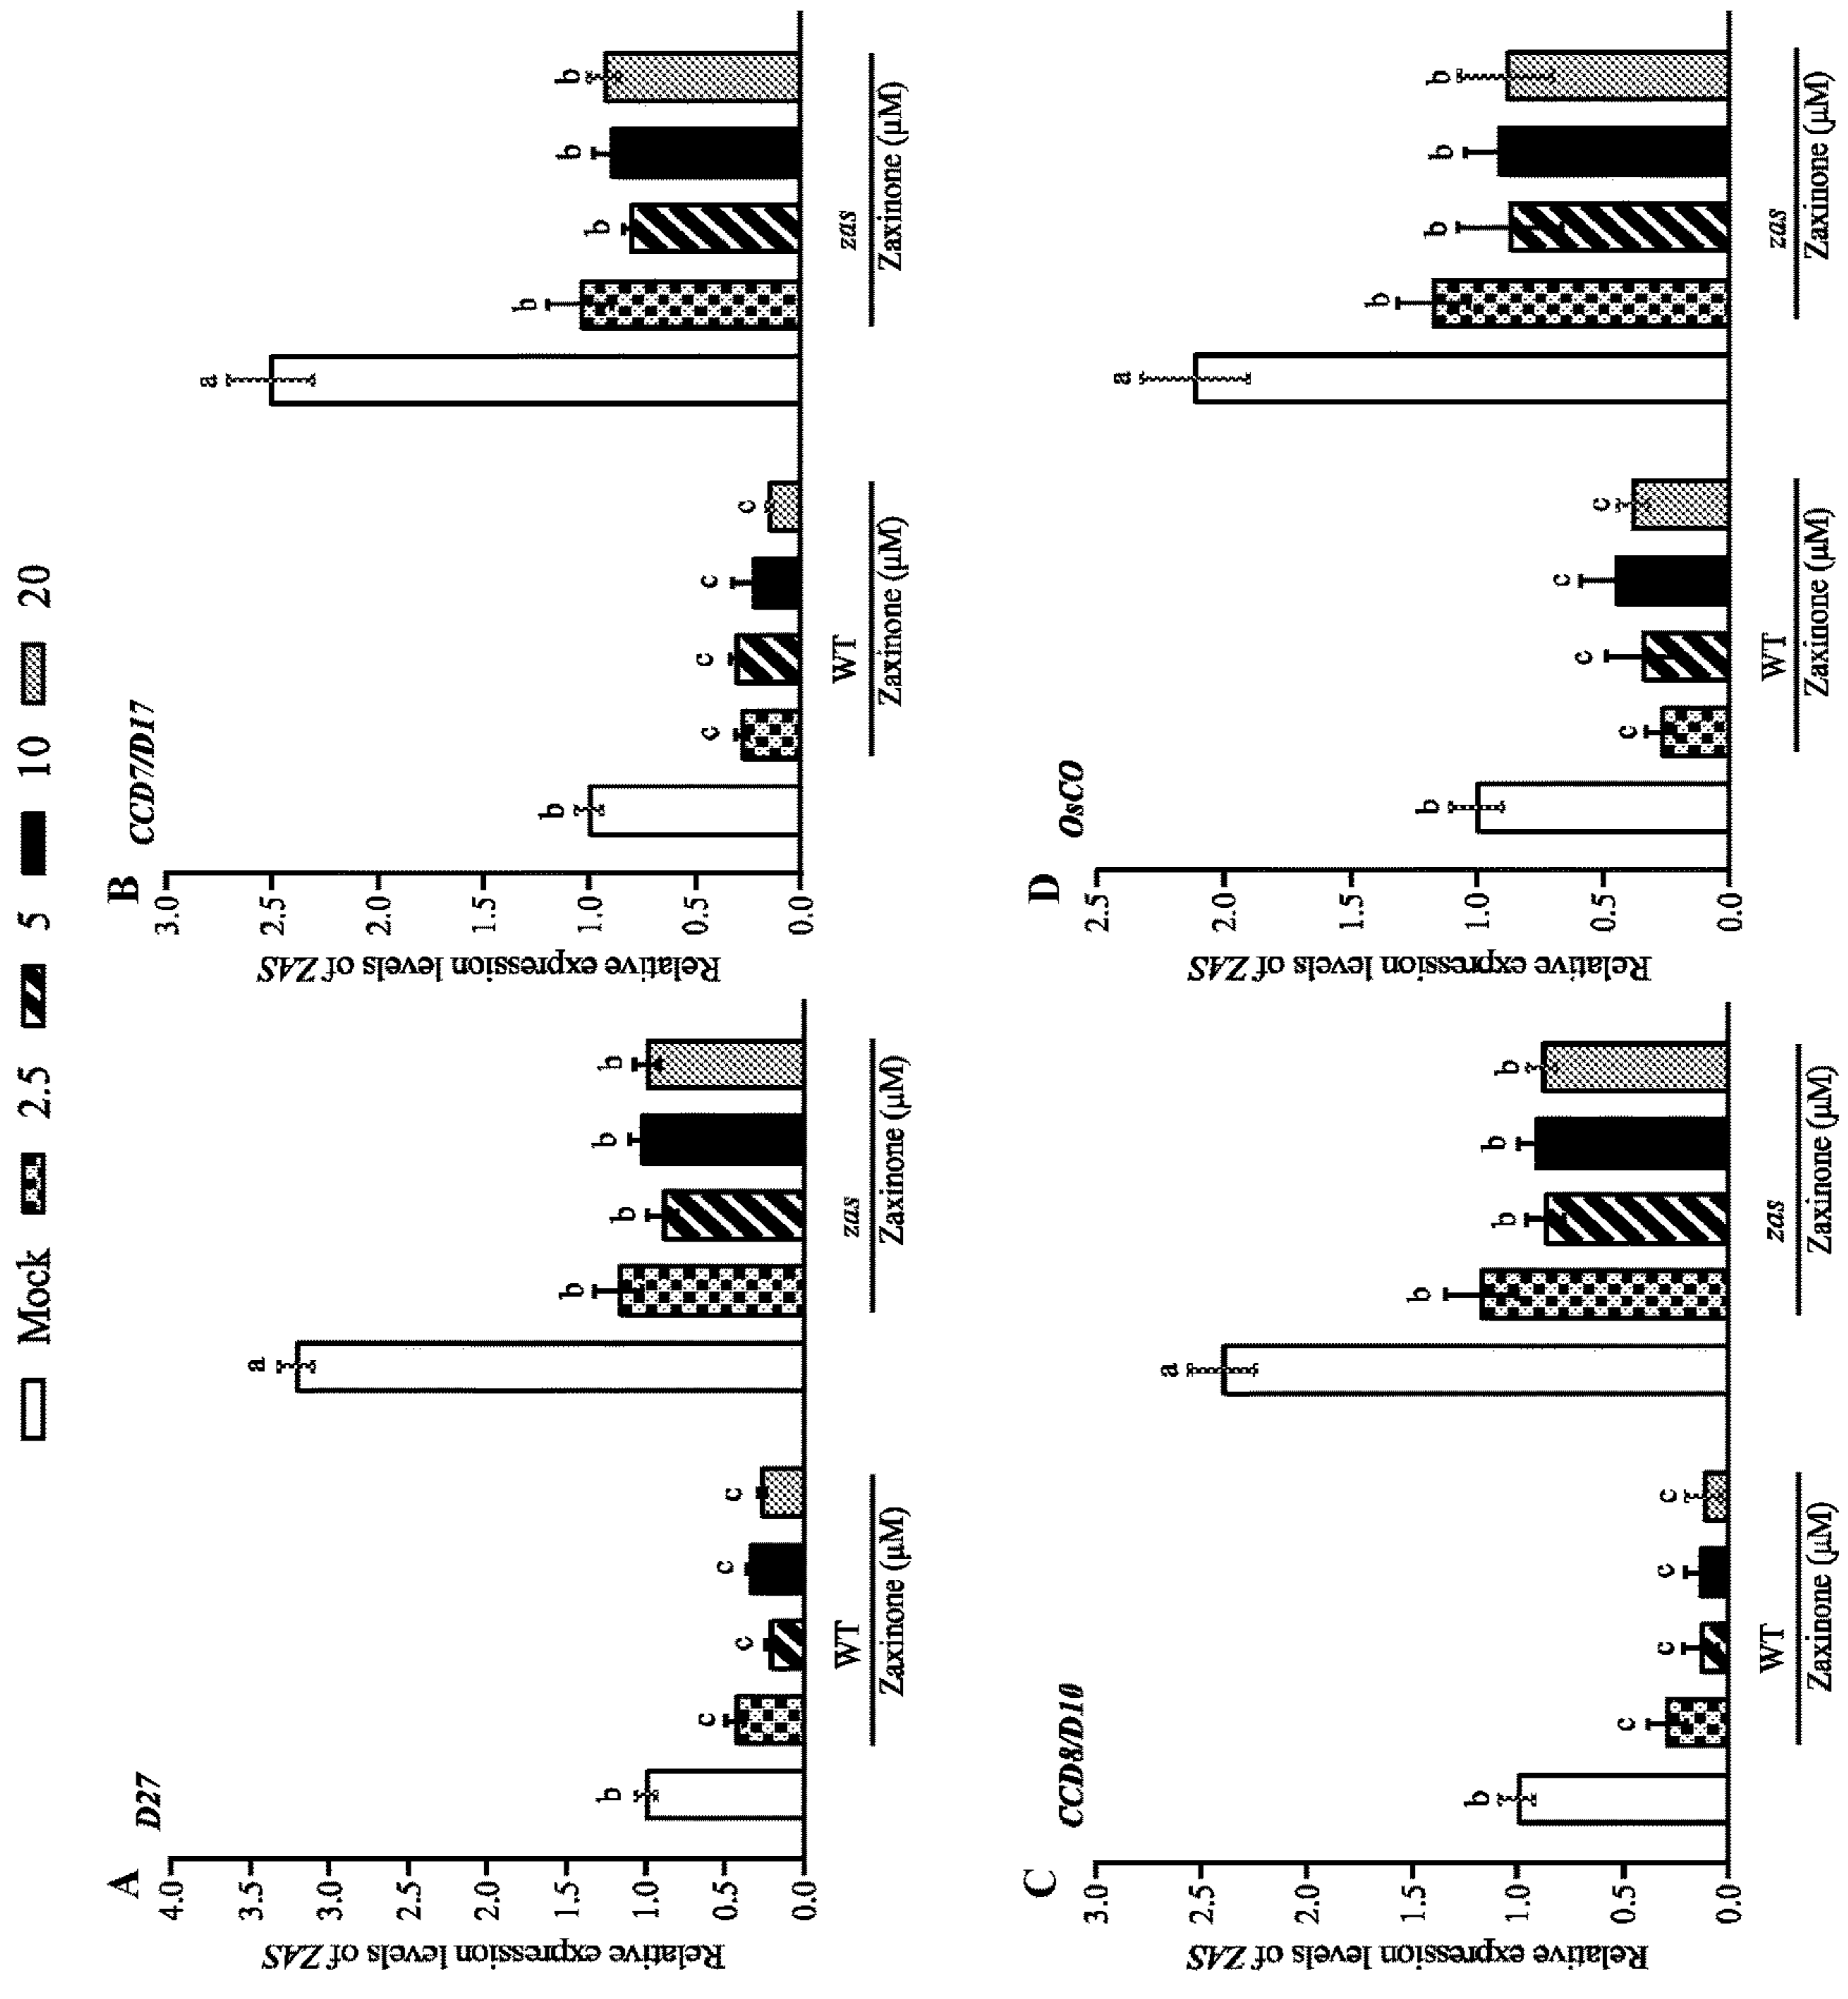 Mock 2.5 5 10 20
A
D27
Relative expression levels of ZAS
4.0
3.5
3.0
2.5
2.0
1.5
1.0
0.5
0.0
b c c c c a b b b b
WT zas
Zaxinone (μM) Zaxinone (μM)
B
CCD7/D17
Relative expression levels of ZAS
3.0
2.5
2.0
1.5
1.0
0.5
0.0
b c c c c a b b b b
WT zas
Zaxinone (μM) Zaxinone (μM)
C
CCD8/D10
Relative expression levels of ZAS
3.0
2.5
2.0
1.5
1.0
0.5
0.0
b c c c c a b b b b
WT zas
Zaxinone (μM) Zaxinone (μM)
D
OsCO
Relative expression levels of ZAS
2.5
2.0
1.5
1.0
0.5
0.0
b c c c c a b b b b
WT zas
Zaxinone (μM) Zaxinone (μM)